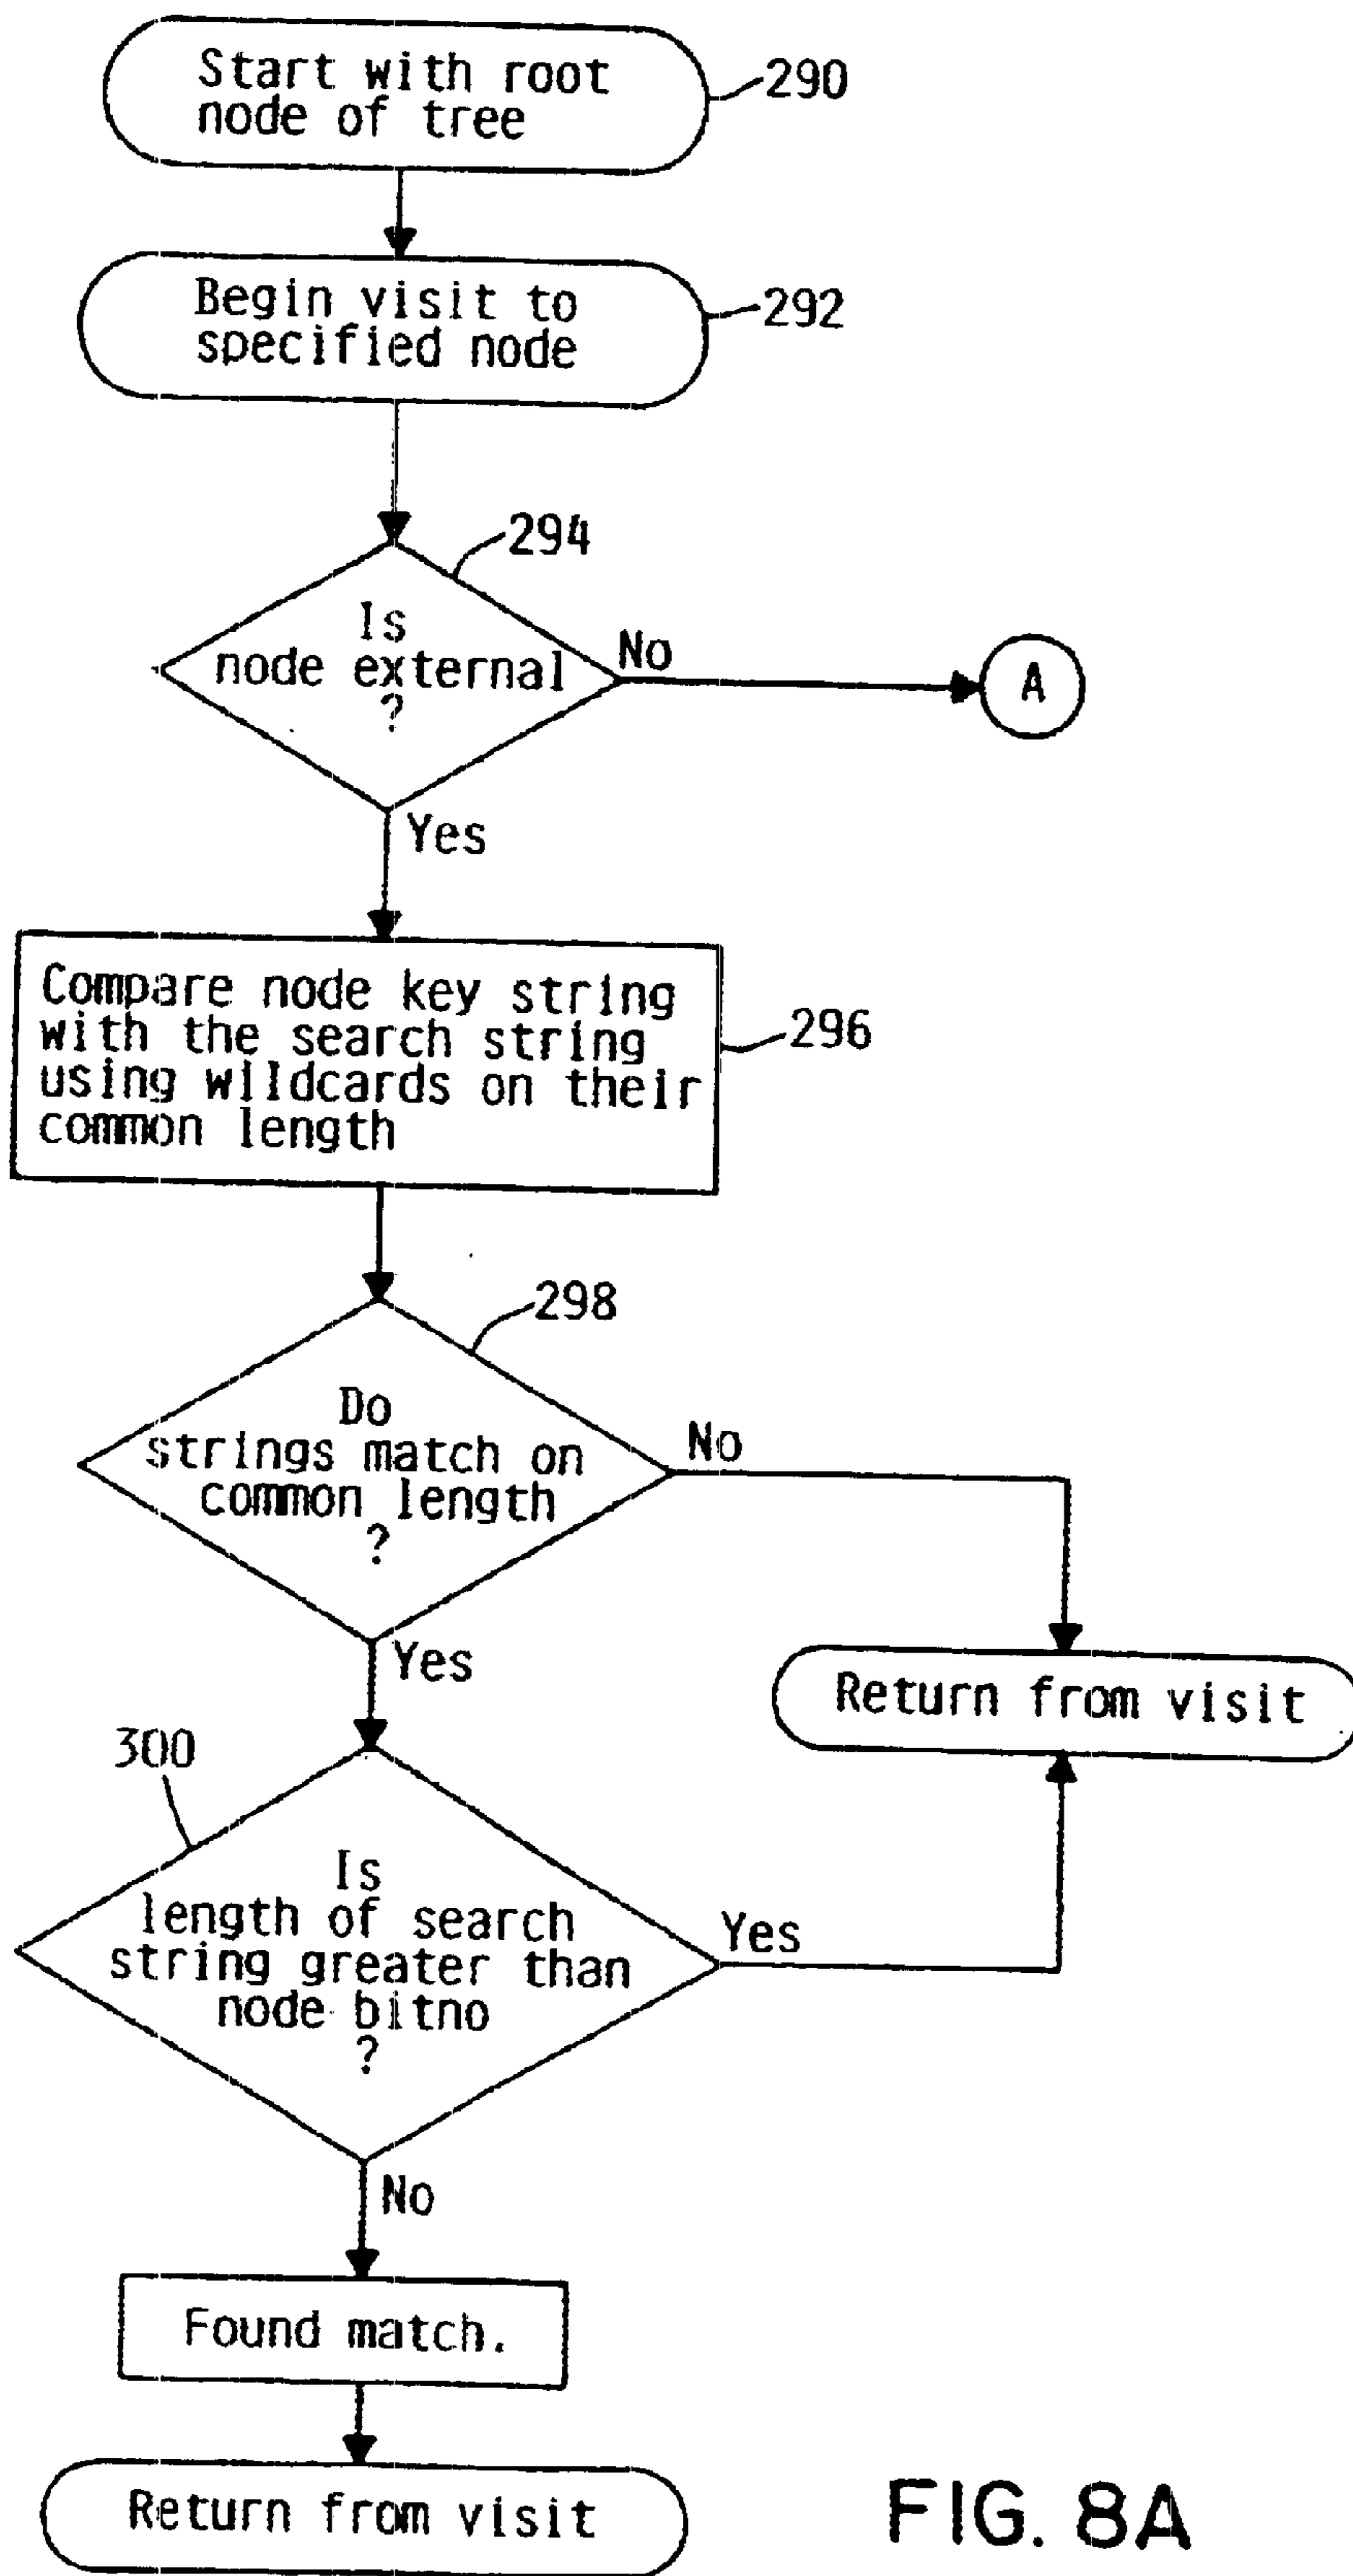 Start with root
node of tree
290
Begin visit to
specified node
292
294
Is
node external
?
No
A
Yes
Compare node key string
with the search string
using wildcards on their
common length
296
298
Do
strings match on
common length
?
No
Yes
Return from visit
300
Is
length of search
string greater than
node bitno
?
Yes
No
Found match.
Return from visit
FIG. 8A